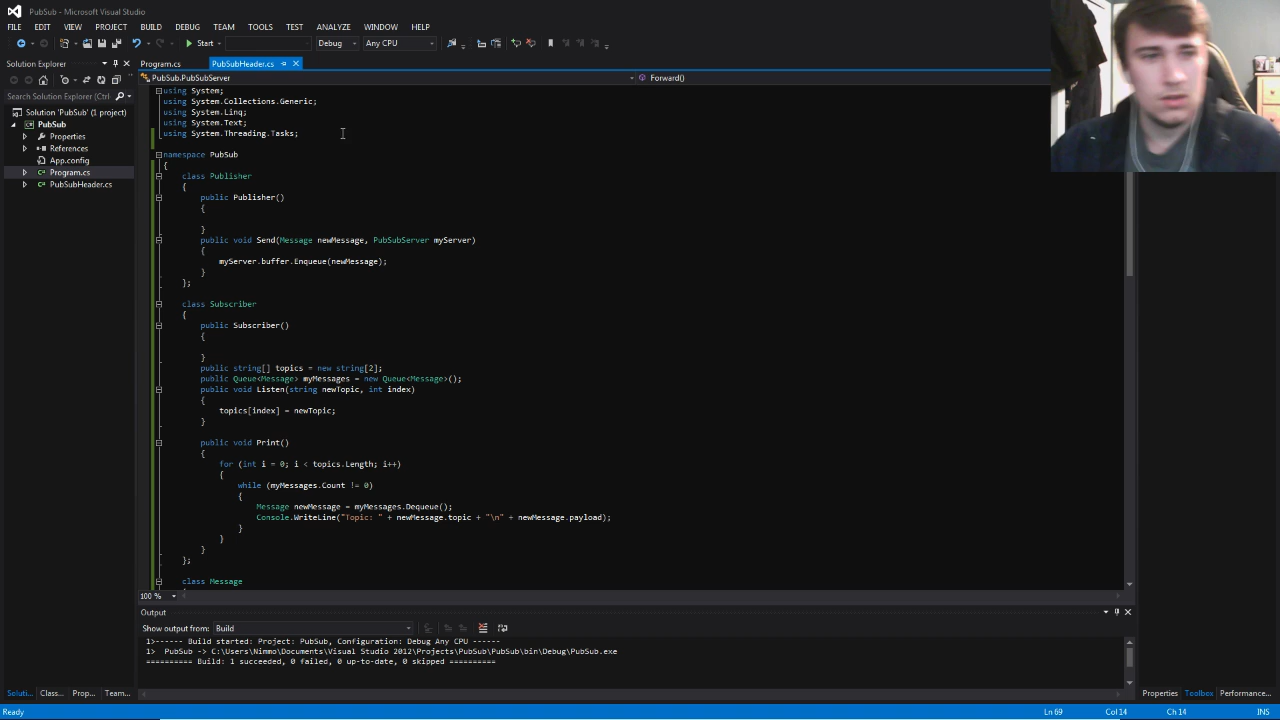 PubSub - Microsoft Visual Studio
FILE EDIT VIEW PROJECT BUILD DEBUG TEAM TOOLS TEST ANALYZE WINDOW HELP
Start Debug Any CPU
Solution Explorer
Program.cs PubSubHeader.cs
PubSub.PubSubServer Forward()
Search Solution Explorer (Ctrl
Solution 'PubSub' (1 project)
PubSub
Properties
References
App.config
Program.cs
PubSubHeader.cs
using System;
using System.Collections.Generic;
using System.Linq;
using System.Text;
using System.Threading.Tasks;
namespace PubSub
{
class Publisher
{
public Publisher()
{
}
public void Send(Message newMessage, PubSubServer myServer)
{
myServer.buffer.Enqueue(newMessage);
}
};
class Subscriber
{
public Subscriber()
{
}
public string[] topics = new string[2];
public Queue<Message> myMessages = new Queue<Message>();
public void Listen(string newTopic, int index)
{
topics[index] = newTopic;
}
public void Print()
{
for (int i = 0; i < topics.Length; i++)
{
while (myMessages.Count != 0)
{
Message newMessage = myMessages.Dequeue();
Console.WriteLine("Topic: " + newMessage.topic + "\n" + newMessage.payload);
}
}
}
};
class Message
100 %
Output
Show output from: Build
1>------ Build started: Project: PubSub, Configuration: Debug Any CPU ------
1> PubSub -> C:\Users\Nimmo\Documents\Visual Studio 2012\Projects\PubSub\PubSub\bin\Debug\PubSub.exe
========== Build: 1 succeeded, 0 failed, 0 up-to-date, 0 skipped ==========
Soluti... Class... Prop... Team...
Properties Toolbox Performance...
Ready Ln 69 Col 14 Ch 14 INS